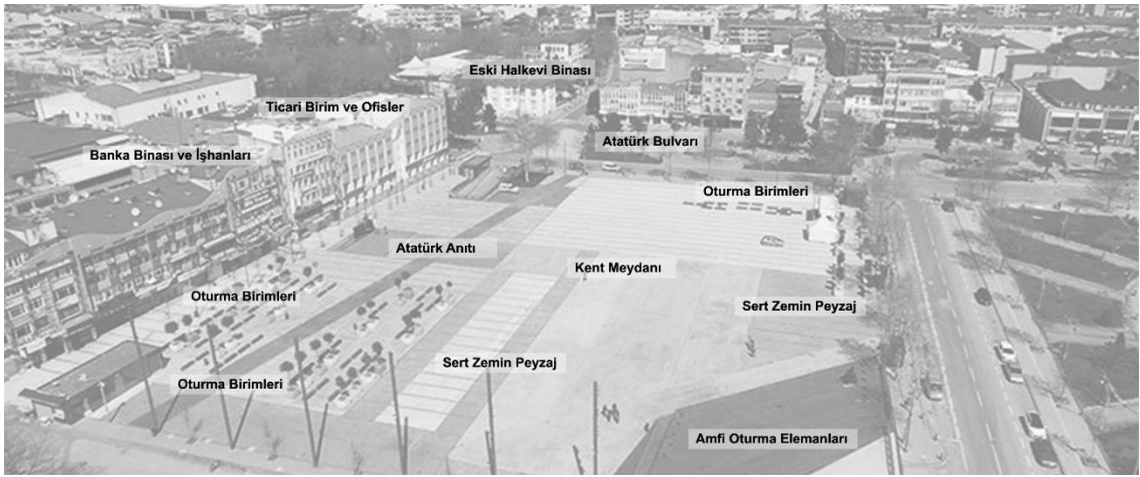 Eski Halkevi Binası
Ticari Birim ve Ofisler
Atatürk Bulvarı
Banka Binası ve İşhanları
Oturma Birimleri
Atatürk Anıtı
Kent Meydanı
Oturma Birimleri
Sert Zemin Peyzaj
Sert Zemin Peyzaj
Oturma Birimleri
Amfi Oturma Elemanları